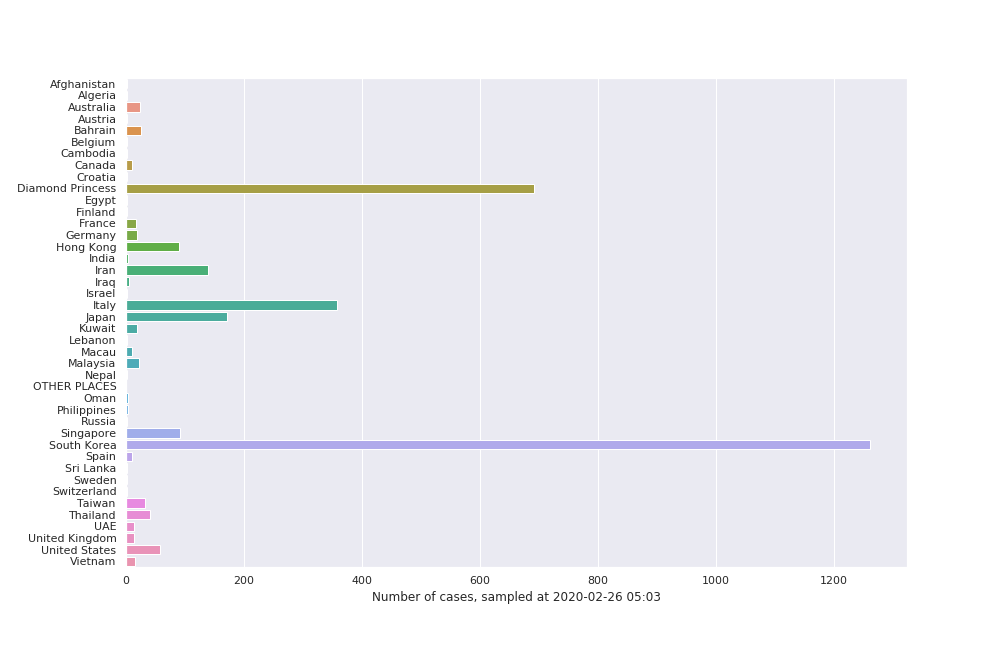 Afghanistan
Algeria
Australia
Austria
Bahrain
Belgium
Cambodia
Canada
Croatia
Diamond Princess
Egypt
Finland
France
Germany
Hong Kong
India
Iran
Iraq
Israel
Italy
Japan
Kuwait
Lebanon
Macau
Malaysia
Nepal
OTHER PLACES
Oman
Philippines
Russia
Singapore
South Korea
Spain
Sri Lanka
Sweden
Switzerland
Taiwan
Thailand
UAE
United Kingdom
United States
Vietnam
0 200 400 600 800 1000 1200
Number of cases, sampled at 2020-02-26 05:03